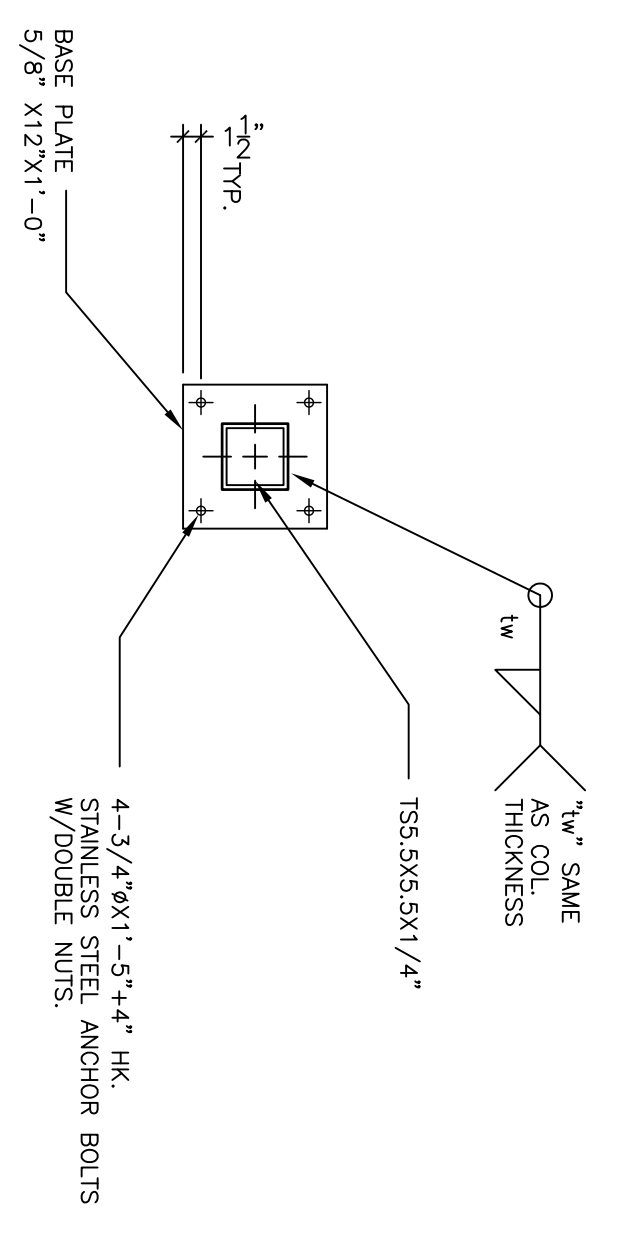 BASE PLATE
5/8" X12"X1'-0"
1 1/2" TYP.
tw
"tw" SAME
AS COL.
THICKNESS
TS5.5X5.5X1/4"
4-3/4"øX1'-5"+4" HK.
STAINLESS STEEL ANCHOR BOLTS
W/DOUBLE NUTS.